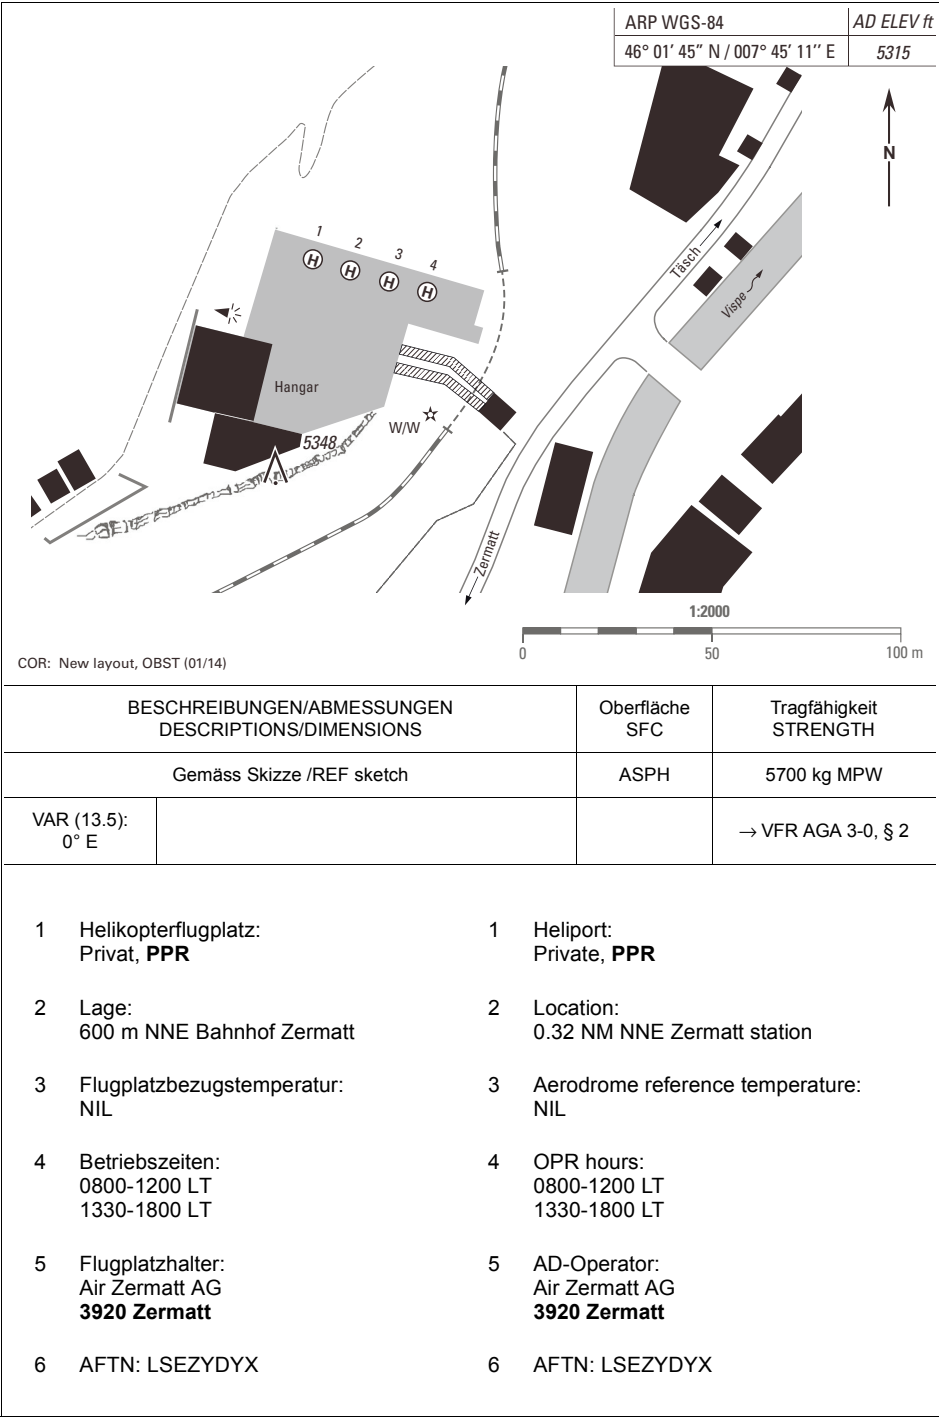 ARP WGS-84 AD ELEV ft
46° 01′ 45″ N / 007° 45′ 11′′ E 5315
N
1
2
3
4
H H H H
Täsch
Vispe
Hangar
5348
W/W
Zermatt
1:2000
0 50 100 m
COR: New layout, OBST (01/14)
BESCHREIBUNGEN/ABMESSUNGEN
DESCRIPTIONS/DIMENSIONS
Oberfläche
SFC
Tragfähigkeit
STRENGTH
Gemäss Skizze /REF sketch ASPH 5700 kg MPW
VAR (13.5):
0° E
→ VFR AGA 3-0, § 2
1 Helikopterflugplatz:
Privat, PPR
2 Lage:
600 m NNE Bahnhof Zermatt
3 Flugplatzbezugstemperatur:
NIL
4 Betriebszeiten:
0800-1200 LT
1330-1800 LT
5 Flugplatzhalter:
Air Zermatt AG
3920 Zermatt
6 AFTN: LSEZYDYX
1 Heliport:
Private, PPR
2 Location:
0.32 NM NNE Zermatt station
3 Aerodrome reference temperature:
NIL
4 OPR hours:
0800-1200 LT
1330-1800 LT
5 AD-Operator:
Air Zermatt AG
3920 Zermatt
6 AFTN: LSEZYDYX